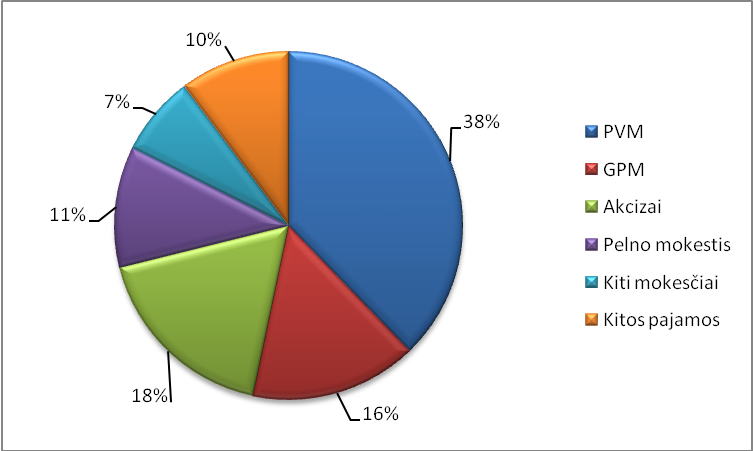 10%
7%
38%
11%
18%
16%
PVM
GPM
Akcizai
Pelno mokestis
Kiti mokesčiai
Kitos pajamos